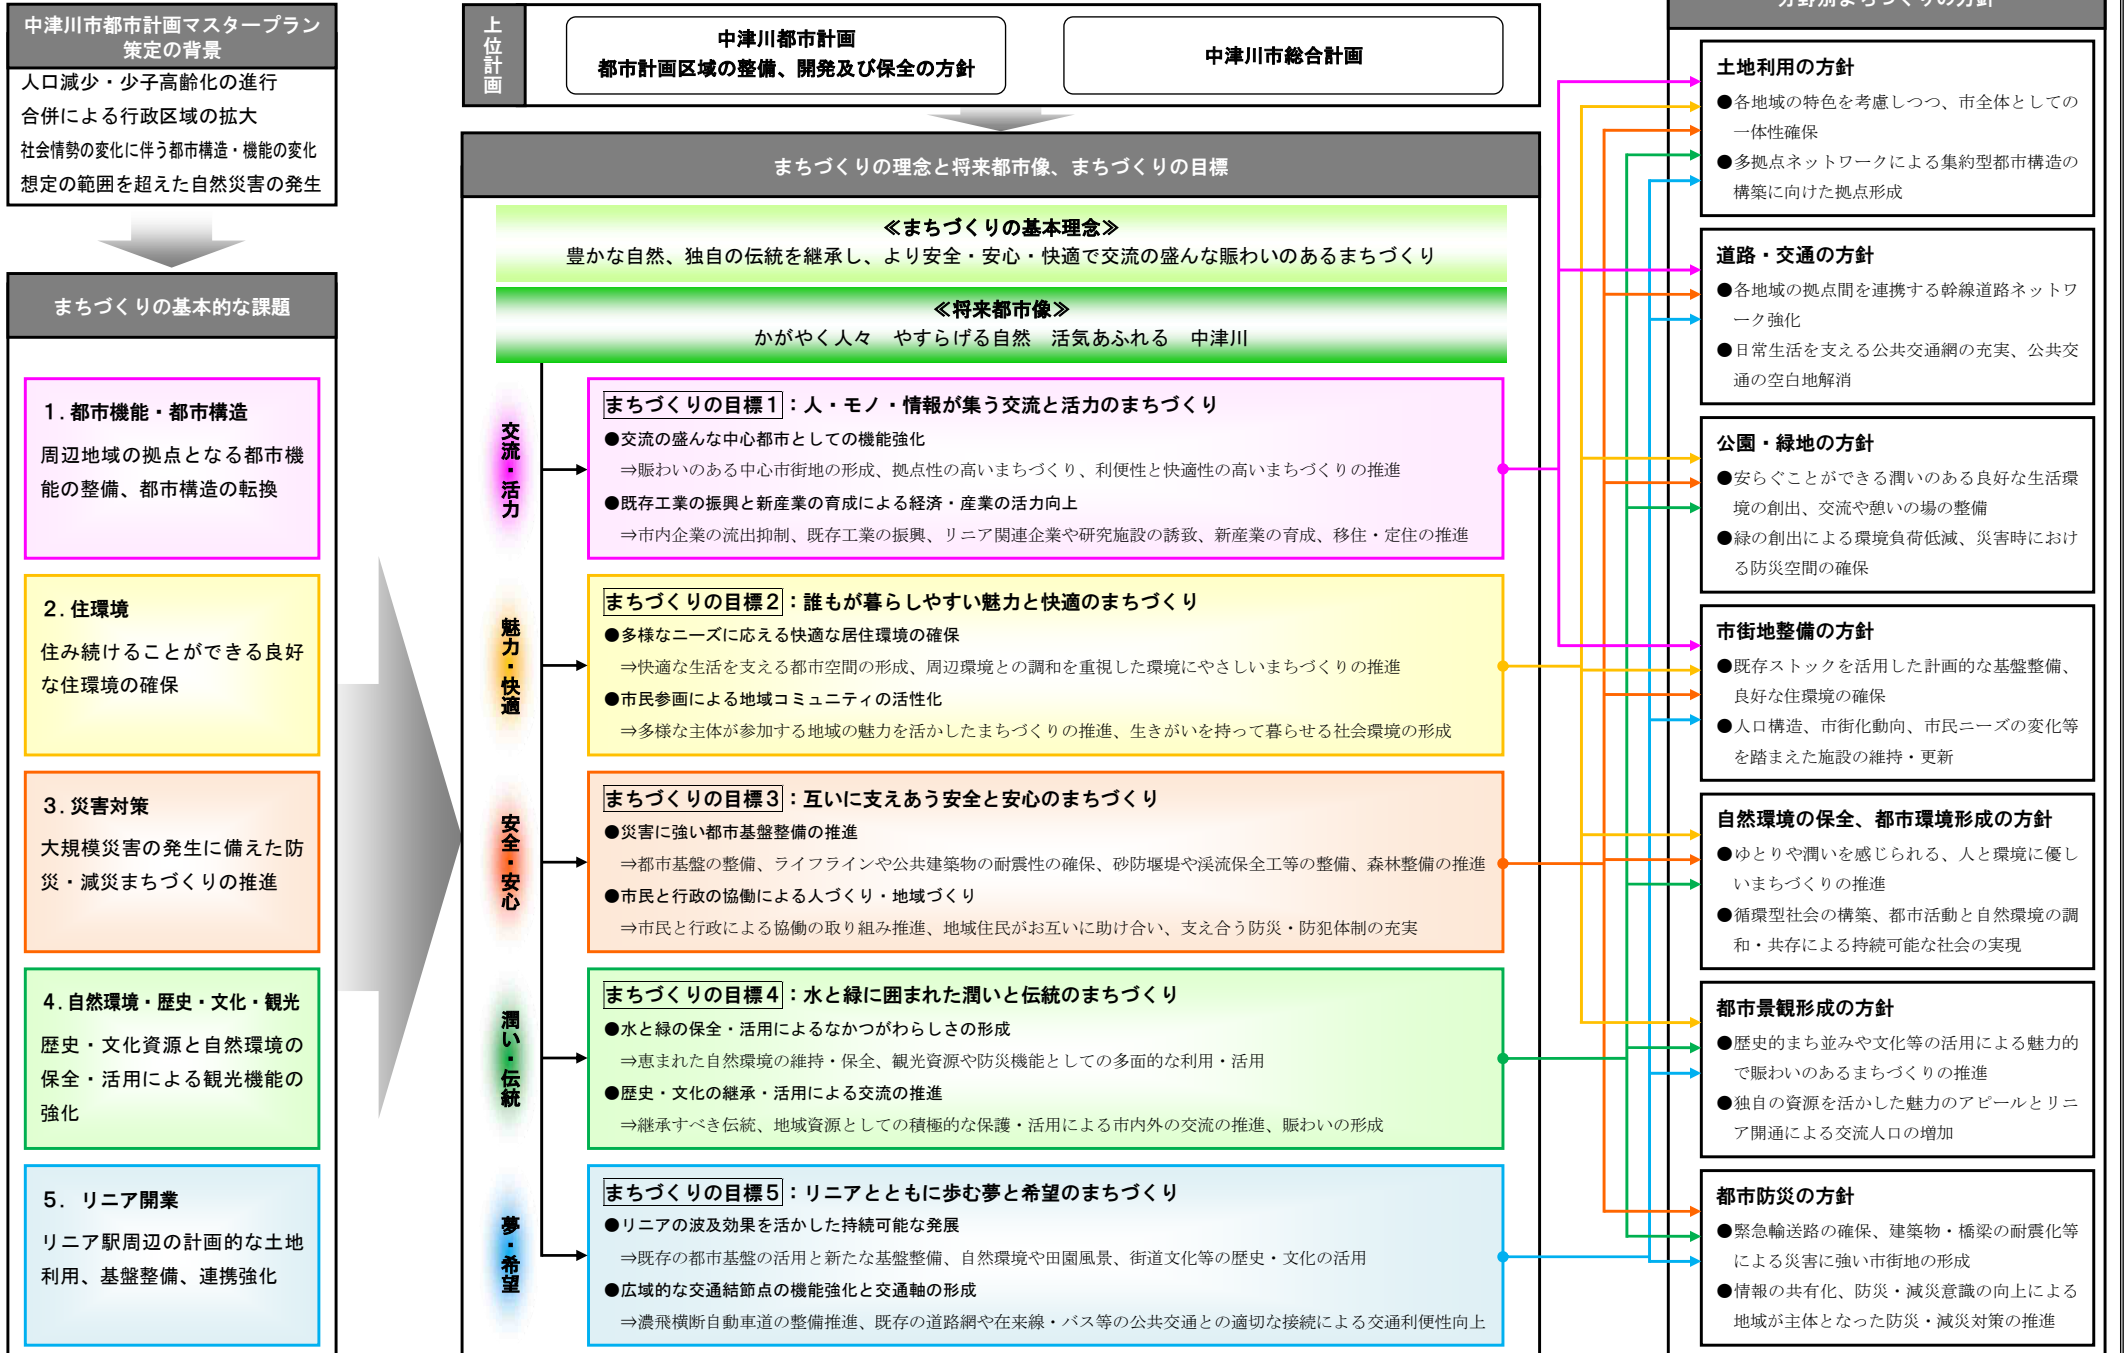 中津川市都市計画マスタープラン
策定の背景
人口減少・少子高齢化の進行
合併による行政区域の拡大
社会情勢の変化に伴う都市構造・機能の変化
想定の範囲を超えた自然災害の発生
まちづくりの基本的な課題
1.都市機能・都市構造
周辺地域の拠点となる都市機
能の整備、都市構造の転換
2.住環境
住み続けることができる良好
な住環境の確保
3.災害対策
大規模災害の発生に備えた防
災・減災まちづくりの推進
4.自然環境・歴史・文化・観光
歴史・文化資源と自然環境の
保全・活用による観光機能の
強化
5. リニア開業
リニア駅周辺の計画的な土地
利用、基盤整備、連携強化
上位計画
中津川都市計画
都市計画区域の整備、開発及び保全の方針
中津川市総合計画
まちづくりの理念と将来都市像、まちづくりの目標
≪まちづくりの基本理念≫
豊かな自然、独自の伝統を継承し、より安全・安心・快適で交流の盛んな賑わいのあるまちづくり
≪将来都市像≫
かがやく人々 やすらげる自然 活気あふれる 中津川
交流・活力
まちづくりの目標1：人・モノ・情報が集う交流と活力のまちづくり
●交流の盛んな中心都市としての機能強化
⇒賑わいのある中心市街地の形成、拠点性の高いまちづくり、利便性と快適性の高いまちづくりの推進
●既存工業の振興と新産業の育成による経済・産業の活力向上
⇒市内企業の流出抑制、既存工業の振興、リニア関連企業や研究施設の誘致、新産業の育成、移住・定住の推進
魅力・快適
まちづくりの目標2：誰もが暮らしやすい魅力と快適のまちづくり
●多様なニーズに応える快適な居住環境の確保
⇒快適な生活を支える都市空間の形成、周辺環境との調和を重視した環境にやさしいまちづくりの推進
●市民参画による地域コミュニティの活性化
⇒多様な主体が参加する地域の魅力を活かしたまちづくりの推進、生きがいを持って暮らせる社会環境の形成
安全・安心
まちづくりの目標3：互いに支えあう安全と安心のまちづくり
●災害に強い都市基盤整備の推進
⇒都市基盤の整備、ライフラインや公共建築物の耐震性の確保、砂防堰堤や渓流保全工等の整備、森林整備の推進
●市民と行政の協働による人づくり・地域づくり
⇒市民と行政による協働の取り組み推進、地域住民がお互いに助け合い、支え合う防災・防犯体制の充実
潤い・伝統
まちづくりの目標4：水と緑に囲まれた潤いと伝統のまちづくり
●水と緑の保全・活用によるなかつがわらしさの形成
⇒恵まれた自然環境の維持・保全、観光資源や防災機能としての多面的な利用・活用
●歴史・文化の継承・活用による交流の推進
⇒継承すべき伝統、地域資源としての積極的な保護・活用による市内外の交流の推進、賑わいの形成
夢・希望
まちづくりの目標5：リニアとともに歩む夢と希望のまちづくり
●リニアの波及効果を活かした持続可能な発展
⇒既存の都市基盤の活用と新たな基盤整備、自然環境や田園風景、街道文化等の歴史・文化の活用
●広域的な交通結節点の機能強化と交通軸の形成
⇒濃飛横断自動車道の整備推進、既存の道路網や在来線・バス等の公共交通との適切な接続による交通利便性向上
分野別まちづくりの方針
土地利用の方針
●各地域の特色を考慮しつつ、市全体としての
一体性確保
●多拠点ネットワークによる集約型都市構造の
構築に向けた拠点形成
道路・交通の方針
●各地域の拠点間を連携する幹線道路ネットワ
ーク強化
●日常生活を支える公共交通網の充実、公共交
通の空白地解消
公園・緑地の方針
●安らぐことができる潤いのある良好な生活環
境の創出、交流や憩いの場の整備
●緑の創出による環境負荷低減、災害時におけ
る防災空間の確保
市街地整備の方針
●既存ストックを活用した計画的な基盤整備、
良好な住環境の確保
●人口構造、市街化動向、市民ニーズの変化等
を踏まえた施設の維持・更新
自然環境の保全、都市環境形成の方針
●ゆとりや潤いを感じられる、人と環境に優し
いまちづくりの推進
●循環型社会の構築、都市活動と自然環境の調
和・共存による持続可能な社会の実現
都市景観形成の方針
●歴史的まち並みや文化等の活用による魅力的
で賑わいのあるまちづくりの推進
●独自の資源を活かした魅力のアピールとリニ
ア開通による交流人口の増加
都市防災の方針
●緊急輸送路の確保、建築物・橋梁の耐震化等
による災害に強い市街地の形成
●情報の共有化、防災・減災意識の向上による
地域が主体となった防災・減災対策の推進